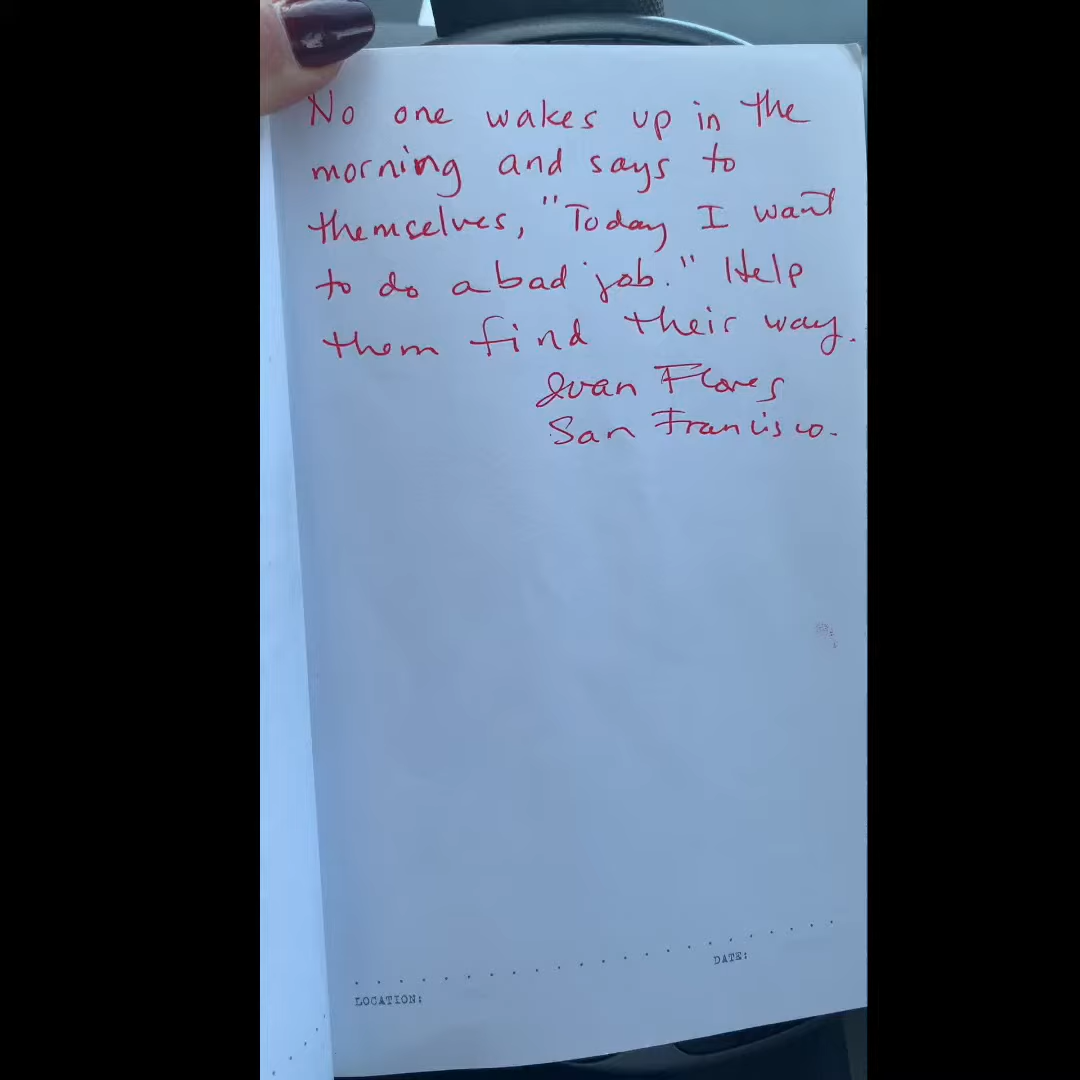 No one wakes up in the
morning and says to
themselves, "Today I want
to do a bad job." Help
them find their way.
Juan Flores
San Francisco.
DATE:
LOCATION: